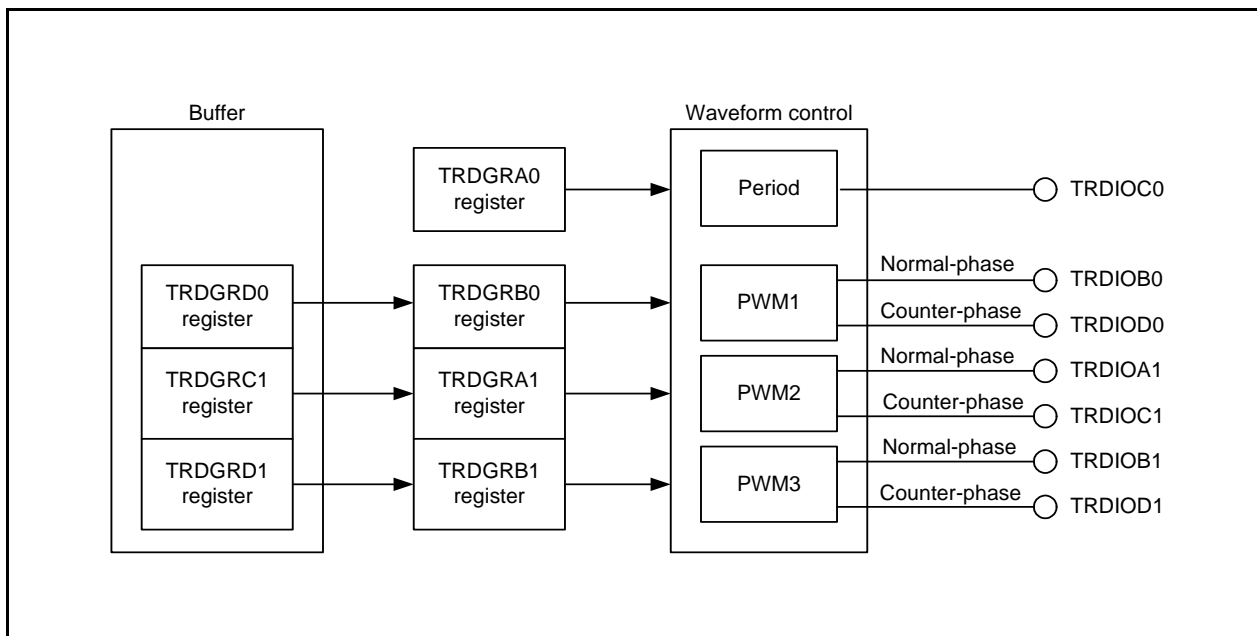 Buffer
Waveform control
TRDGRA0
register
Period
TRDIOC0
TRDGRD0
register
TRDGRB0
register
PWM1
Normal-phase
TRDIOB0
Counter-phase
TRDIOD0
TRDGRC1
register
TRDGRA1
register
PWM2
Normal-phase
TRDIOA1
Counter-phase
TRDIOC1
TRDGRD1
register
TRDGRB1
register
PWM3
Normal-phase
TRDIOB1
Counter-phase
TRDIOD1